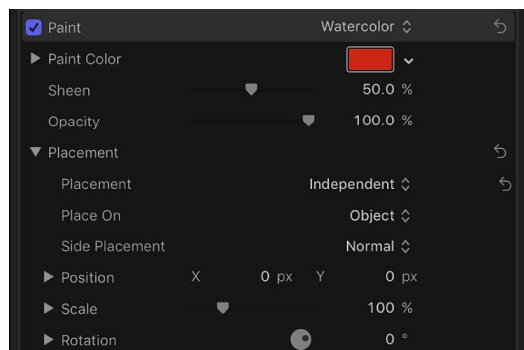 Paint Watercolor
Paint Color
Sheen 50.0 %
Opacity 100.0 %
Placement
Placement Independent
Place On Object
Side Placement Normal
Position X 0 px Y 0 px
Scale 100 %
Rotation 0 °